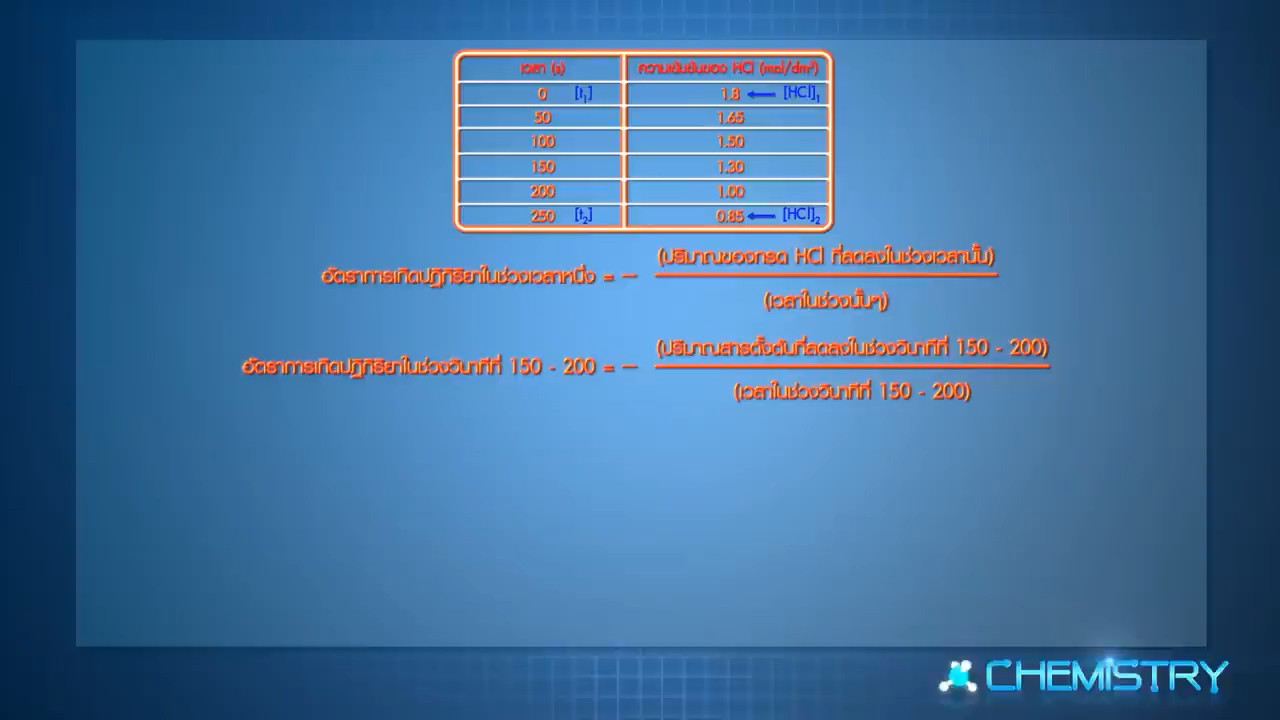 เวลา (s) ความเข้มข้นของ HCl (mol/dm³)
0 [t₁] 1.8 ← [HCl]₁
50 1.65
100 1.50
150 1.30
200 1.00
250 [t₂] 0.85 ← [HCl]₂
(ปริมาณของกรด HCl ที่ลดลงในช่วงเวลานั้น)
อัตราการเกิดปฏิกิริยาในช่วงเวลาหนึ่ง = −
(เวลาในช่วงนั้นๆ)
(ปริมาณสารตั้งต้นที่ลดลงในช่วงวินาทีที่ 150 - 200)
อัตราการเกิดปฏิกิริยาในช่วงวินาทีที่ 150 - 200 = −
(เวลาในช่วงวินาทีที่ 150 - 200)
CHEMISTRY